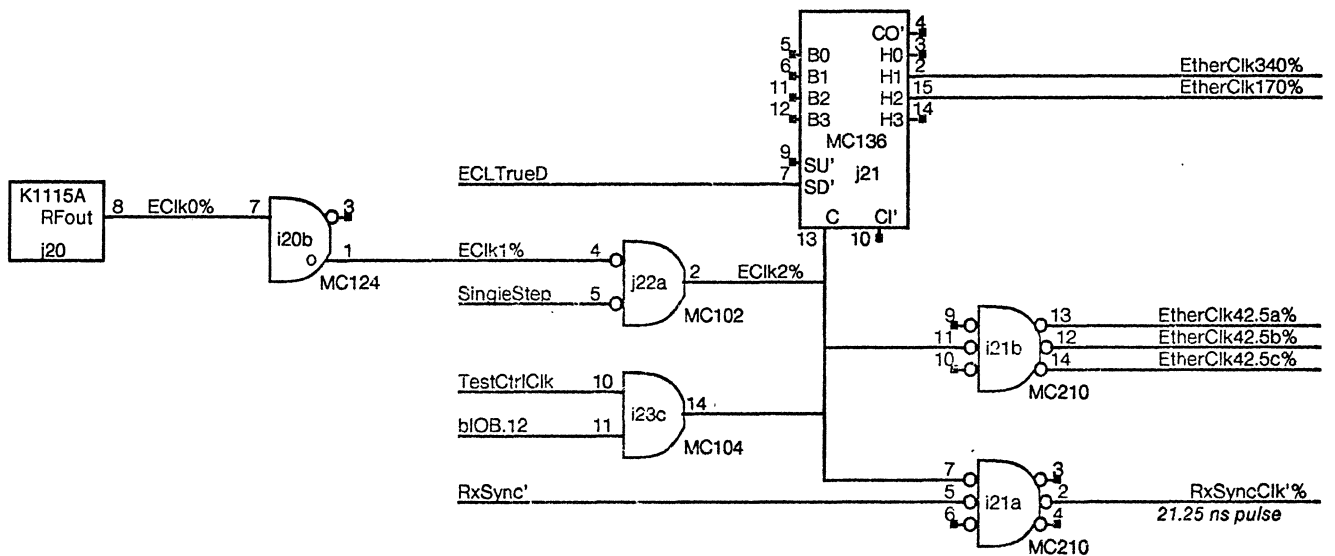 4
CO'
5 B0 H0 3
6 B1 H1 2 EtherClk340%
11 B2 H2 15 EtherClk170%
12 B3 H3 14
MC136
9 SU' j21
ECLTrueD 7 SD'
C CI'
13 10
K1115A
RFout 8 EClk0% 7 3
j20
i20b
1 EClk1% 4
MC124
j22a 2 EClk2%
SingleStep 5
MC102
9 13 EtherClk42.5a%
11 i21b 12 EtherClk42.5b%
10 14 EtherClk42.5c%
MC210
TestCtrlClk 10
i23c 14
bIOB.12 11
MC104
7 3
RxSync' 5 i21a 2 RxSyncClk'%
6 4 21.25 ns pulse
MC210